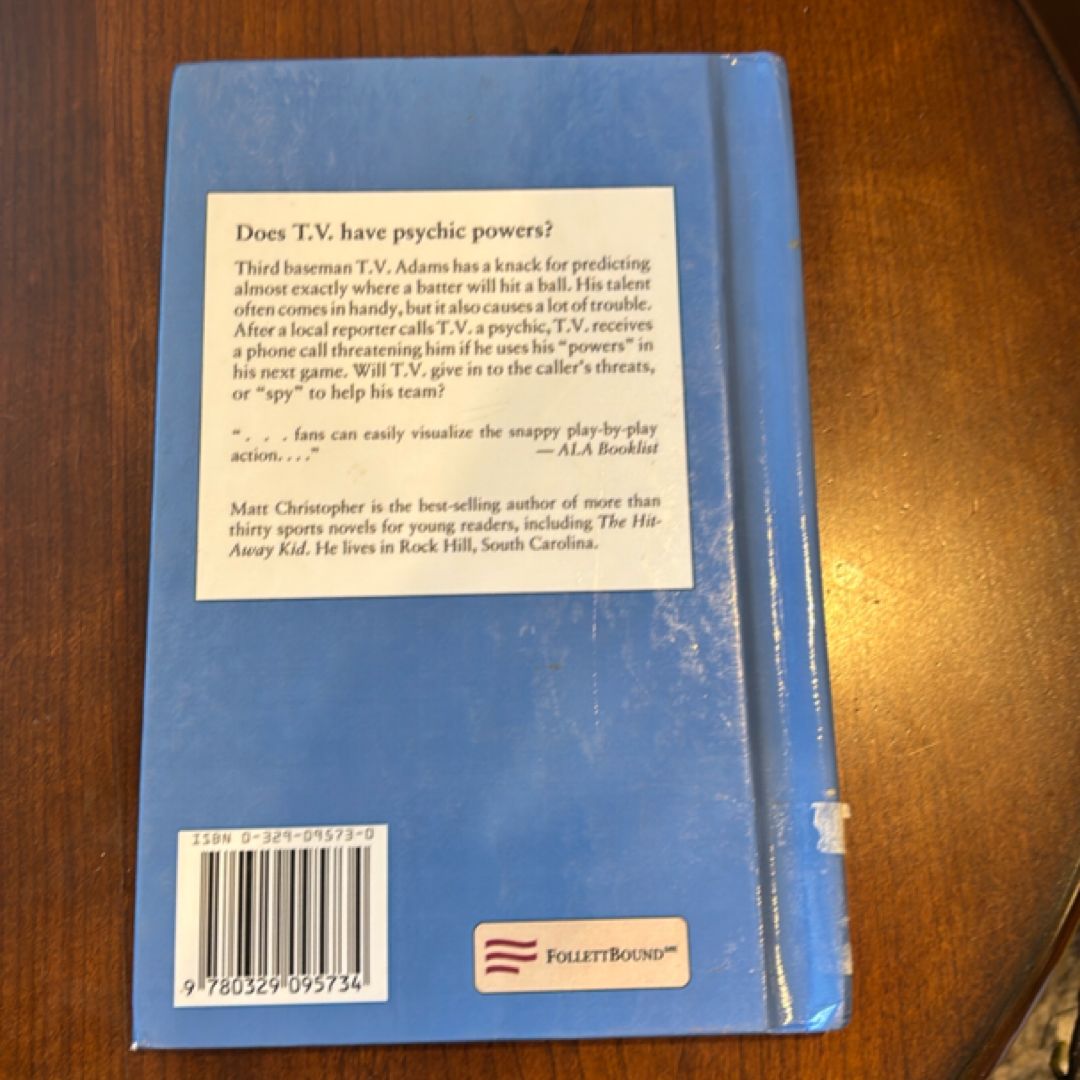 Does T.V. have psychic powers?
Third baseman T.V. Adams has a knack for predicting
almost exactly where a batter will hit a ball. His talent
often comes in handy, but it also causes a lot of trouble.
After a local reporter calls T.V. a psychic, T.V. receives
a phone call threatening him if he uses his “powers” in
his next game. Will T.V. give in to the caller's threats,
or “spy” to help his team?
“. . . fans can easily visualize the snappy play-by-play
action. . . .” — ALA Booklist
Matt Christopher is the best-selling author of more than
thirty sports novels for young readers, including The Hit-
Away Kid. He lives in Rock Hill, South Carolina.
ISBN 0-329-09573-0
9 780329 095734
FOLLETTBOUND℠